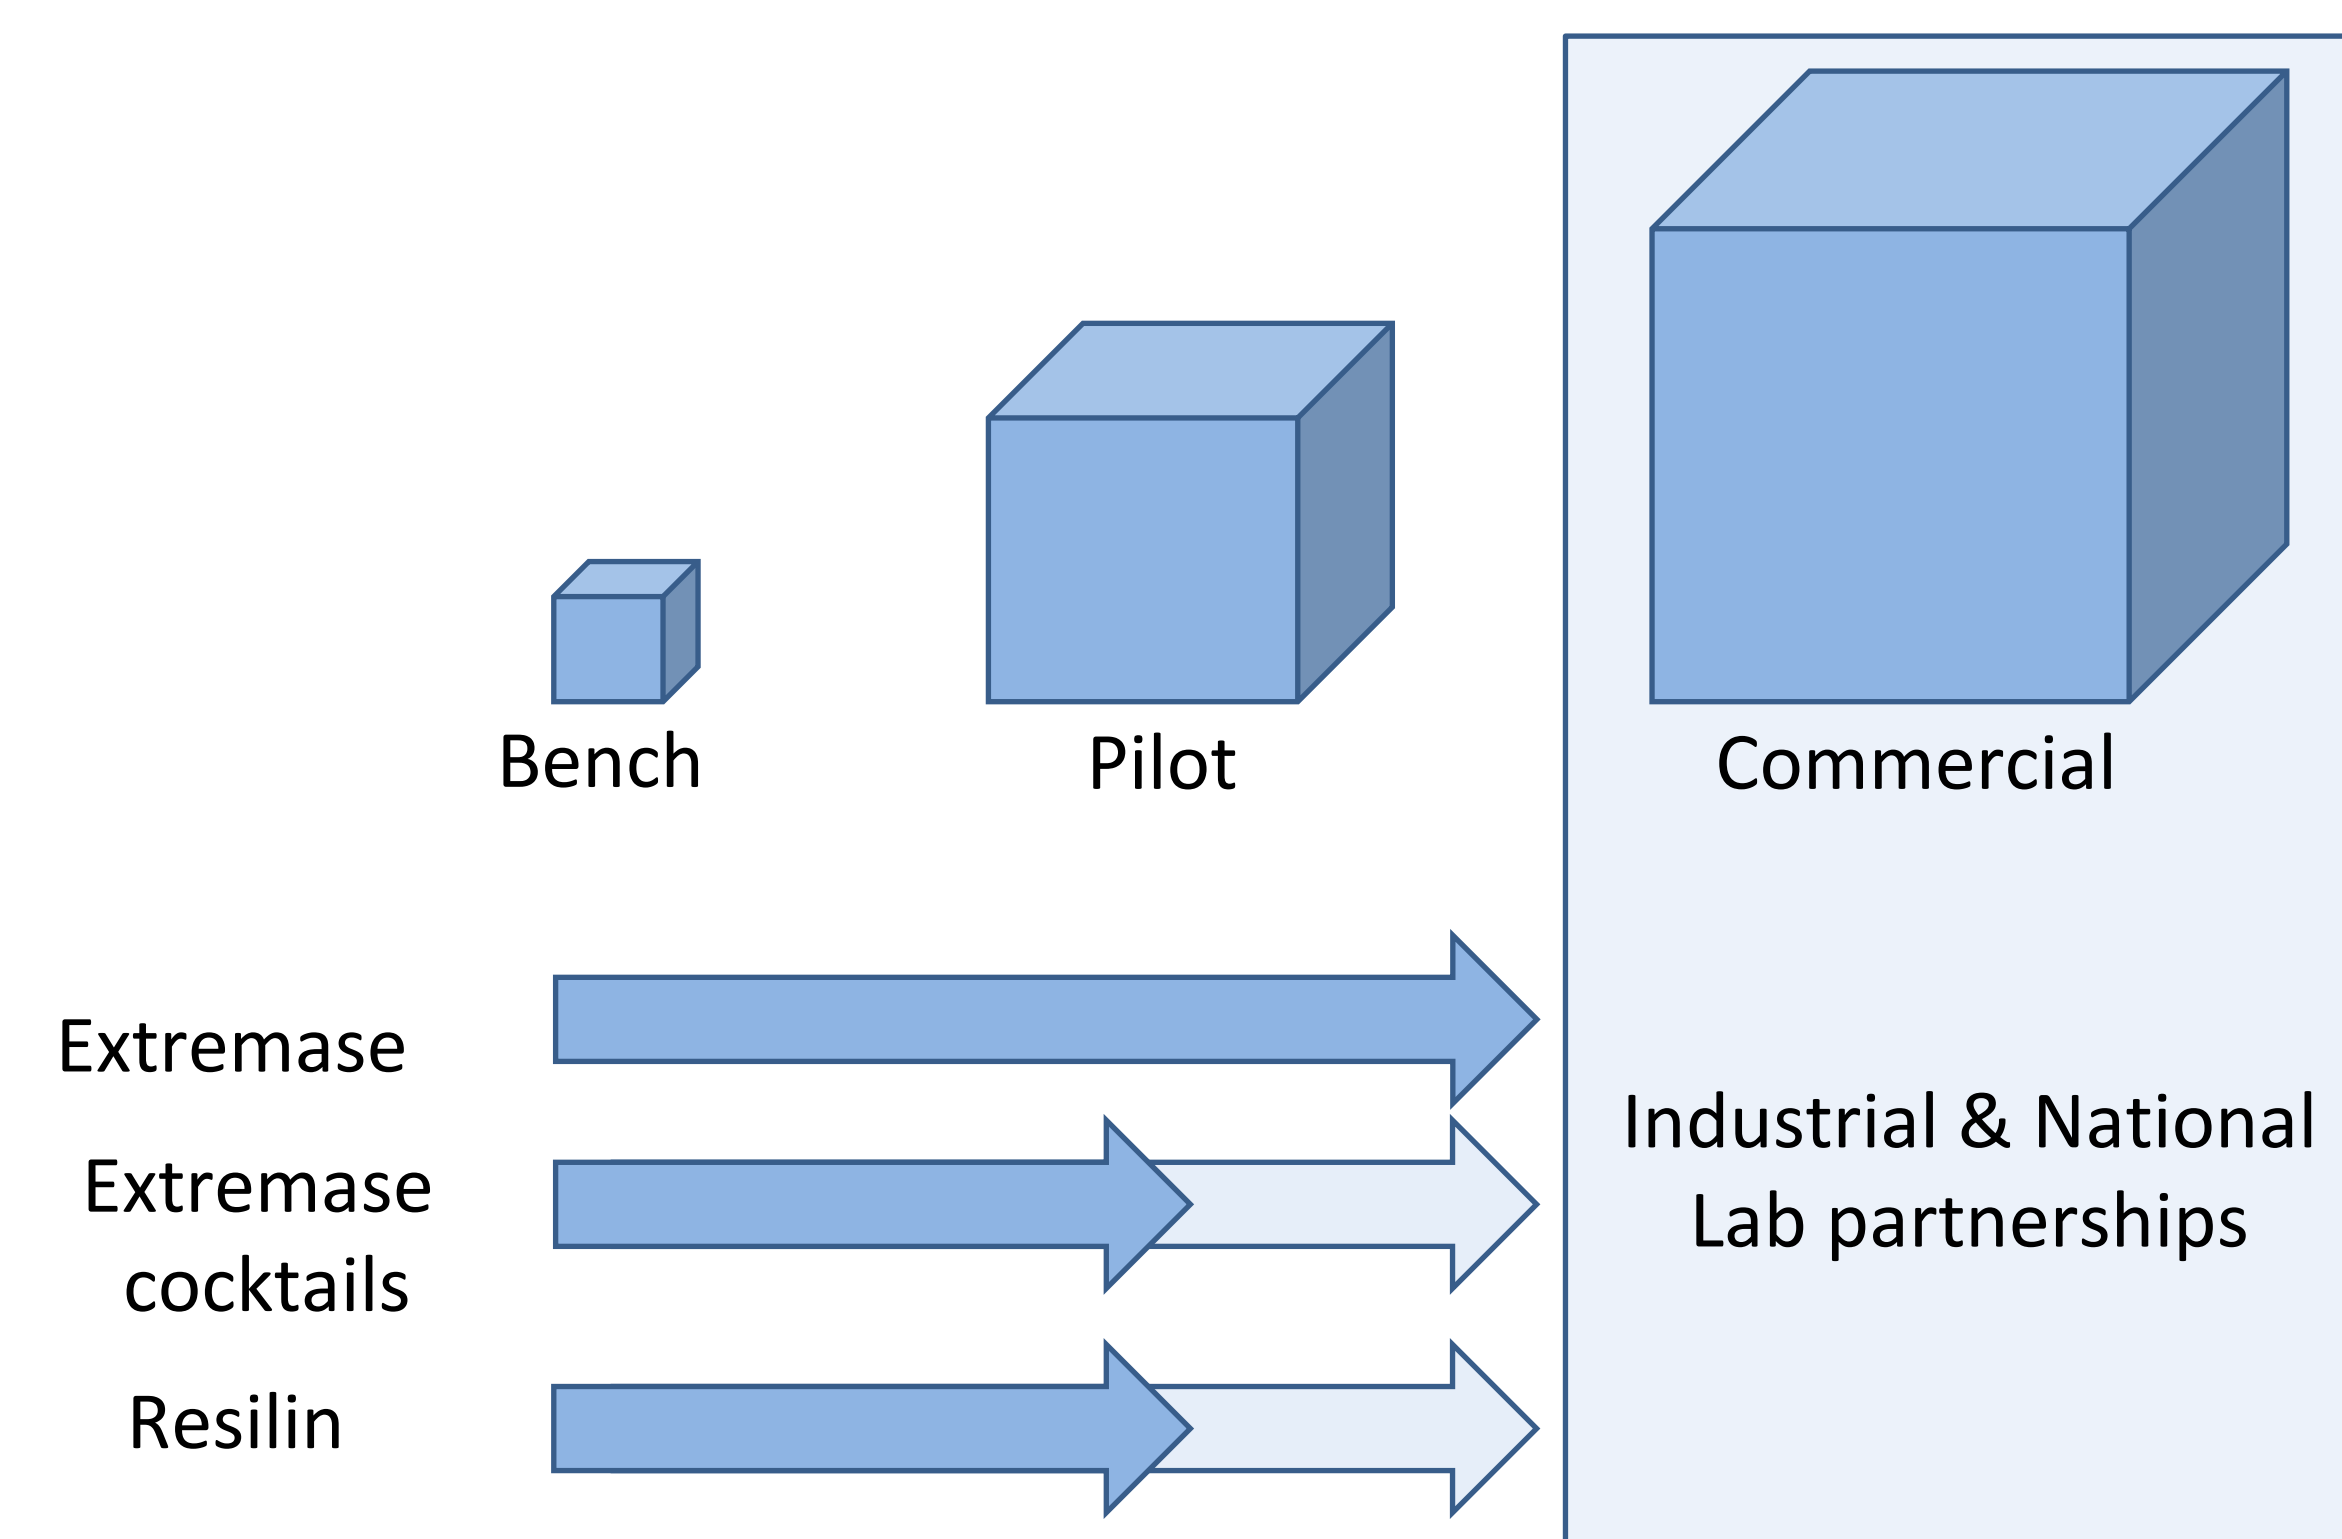 Bench
Pilot
Commercial
Extremase
Extremase
cocktails
Resilin
Industrial & National
Lab partnerships